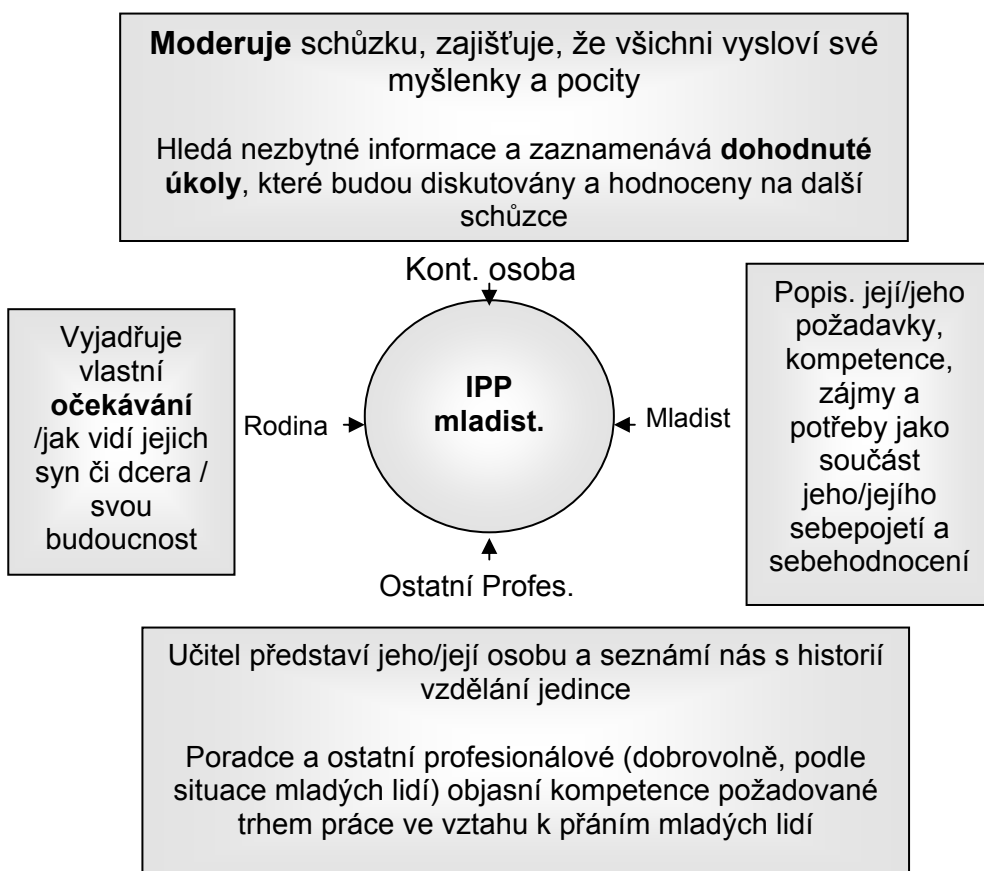 Moderuje schůzku, zajišťuje, že všichni vysloví své
myšlenky a pocity
Hledá nezbytné informace a zaznamenává dohodnuté
úkoly, které budou diskutovány a hodnoceny na další
schůzce
Kont. osoba
Vyjadřuje
vlastní
očekávání
/jak vidí jejich
syn či dcera /
svou
budoucnost
Rodina
IPP
mladist.
Mladist
Popis. její/jeho
požadavky,
kompetence,
zájmy a
potřeby jako
součást
jeho/jejího
sebepojetí a
sebehodnocení
Ostatní Profes.
Učitel představí jeho/její osobu a seznámí nás s historií
vzdělání jedince
Poradce a ostatní profesionálové (dobrovolně, podle
situace mladých lidí) objasní kompetence požadované
trhem práce ve vztahu k přáním mladých lidí